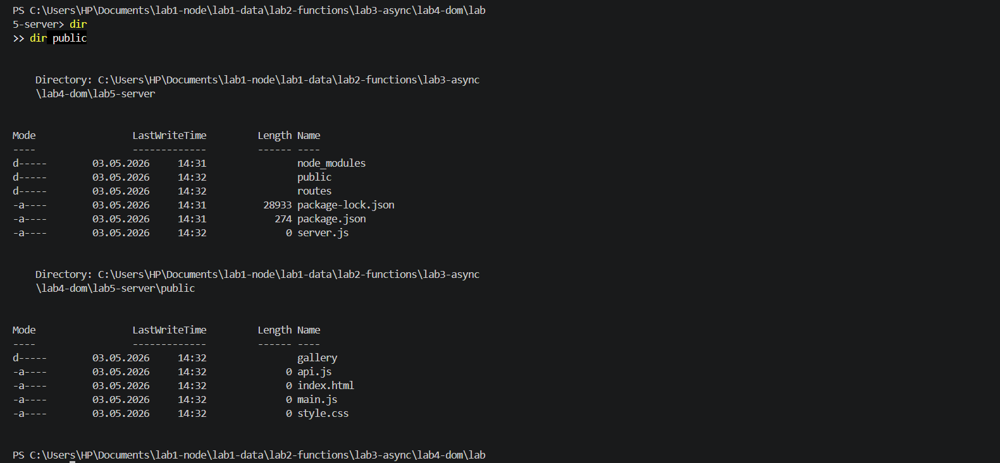 PS C:\Users\HP\Documents\lab1-node\lab1-data\lab2-functions\lab3-async\lab4-dom\lab
5-server> dir
>> dir public
Directory: C:\Users\HP\Documents\lab1-node\lab1-data\lab2-functions\lab3-async
\lab4-dom\lab5-server
Mode                 LastWriteTime         Length Name
----                 -------------         ------ ----
d-----        03.05.2026     14:31                node_modules
d-----        03.05.2026     14:32                public
d-----        03.05.2026     14:32                routes
-a----        03.05.2026     14:31          28933 package-lock.json
-a----        03.05.2026     14:31            274 package.json
-a----        03.05.2026     14:32              0 server.js
Directory: C:\Users\HP\Documents\lab1-node\lab1-data\lab2-functions\lab3-async
\lab4-dom\lab5-server\public
Mode                 LastWriteTime         Length Name
----                 -------------         ------ ----
d-----        03.05.2026     14:32                gallery
-a----        03.05.2026     14:32              0 api.js
-a----        03.05.2026     14:32              0 index.html
-a----        03.05.2026     14:32              0 main.js
-a----        03.05.2026     14:32              0 style.css
PS C:\Users\HP\Documents\lab1-node\lab1-data\lab2-functions\lab3-async\lab4-dom\lab